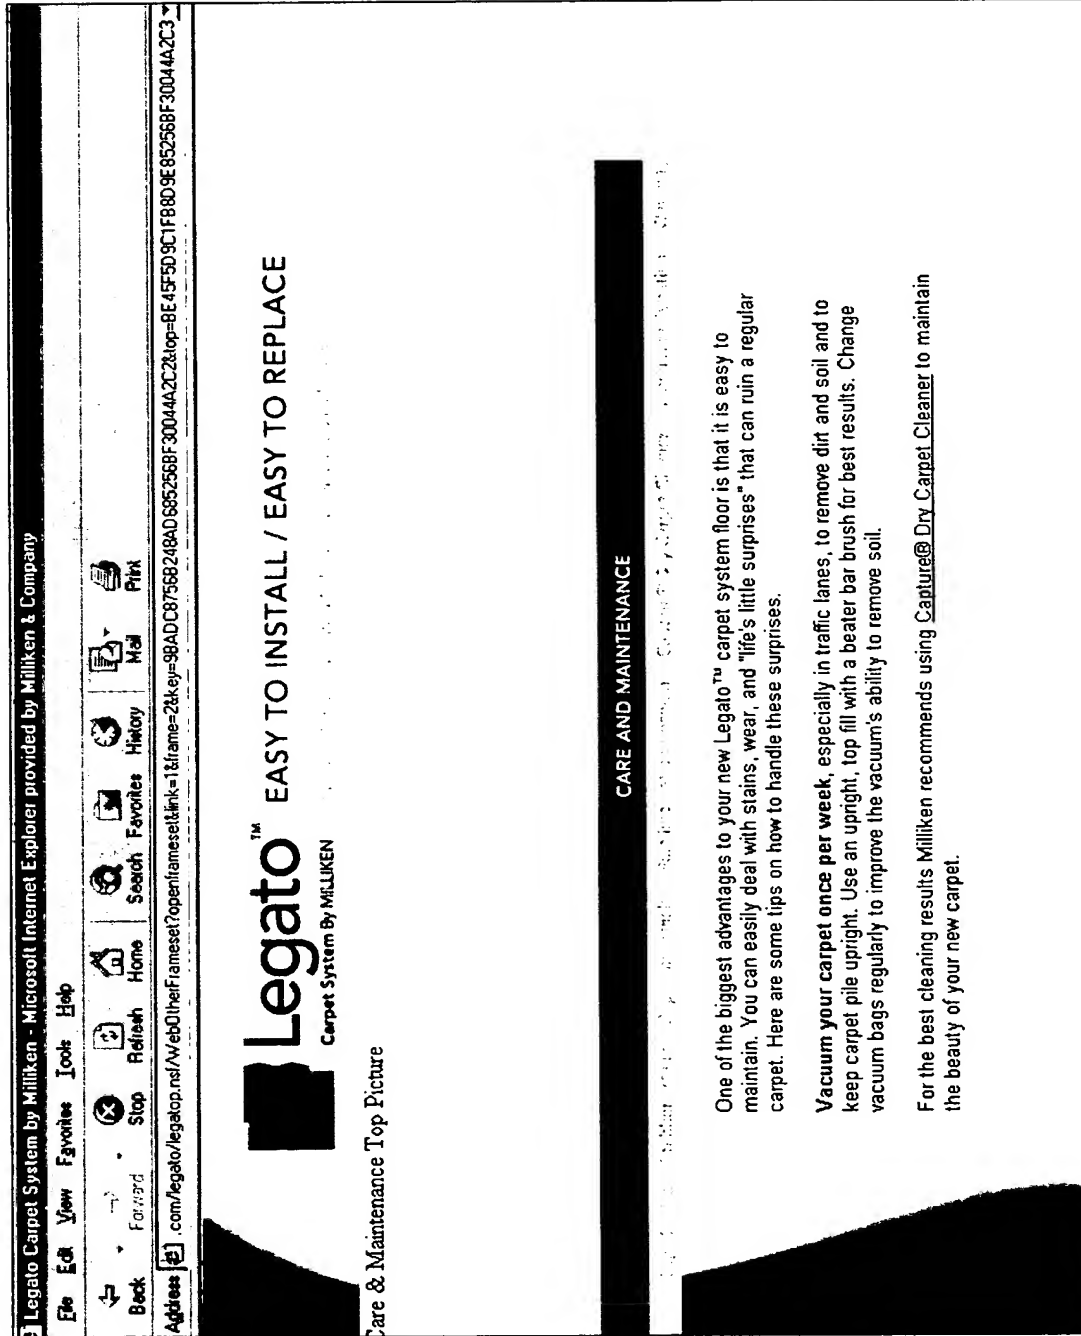 Legato Carpet System by Milliken - Microsoft Internet Explorer provided by Milliken & Company
File Edit View Favorites Tools Help
Back Forward Stop Refresh Home Search Favorites History Mail Print
Address .com/legato/legatop.nsf/WebOtherFrameset?openframeset&link=1&frame=2&key=9BADC8756B248AD685256BF30044A2C2&top=BE45F5D9C1FB8D9E85256BF30044A2C3
Legato™ EASY TO INSTALL / EASY TO REPLACE
Carpet System By MILLIKEN
Care & Maintenance Top Picture
CARE AND MAINTENANCE
One of the biggest advantages to your new Legato™ carpet system floor is that it is easy to
maintain. You can easily deal with stains, wear, and "life's little surprises" that can ruin a regular
carpet. Here are some tips on how to handle these surprises.
Vacuum your carpet once per week, especially in traffic lanes, to remove dirt and soil and to
keep carpet pile upright. Use an upright, top fill with a beater bar brush for best results. Change
vacuum bags regularly to improve the vacuum's ability to remove soil.
For the best cleaning results Milliken recommends using Capture® Dry Carpet Cleaner to maintain
the beauty of your new carpet.